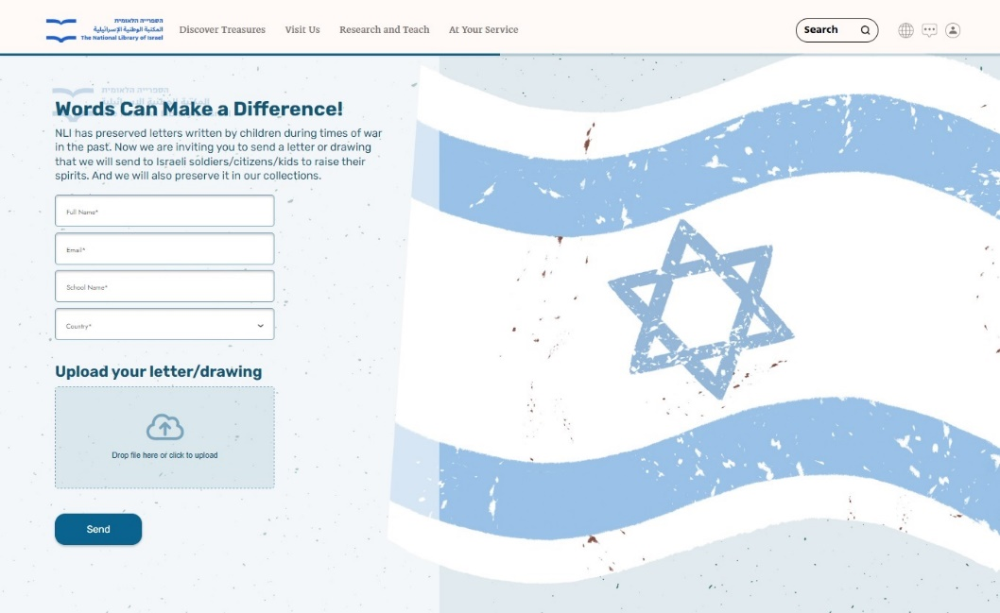 הספרייה הלאומית
المكتبة الوطنية الإسرائيلية
The National Library of Israel
Discover Treasures
Visit Us
Research and Teach
At Your Service
Search
הספרייה הלאומית
Words Can Make a Difference!
NLI has preserved letters written by children during times of war
in the past. Now we are inviting you to send a letter or drawing
that we will send to Israeli soldiers/citizens/kids to raise their
spirits. And we will also preserve it in our collections.
Full Name*
Email*
School Name*
Country*
Upload your letter/drawing
Drop file here or click to upload
Send